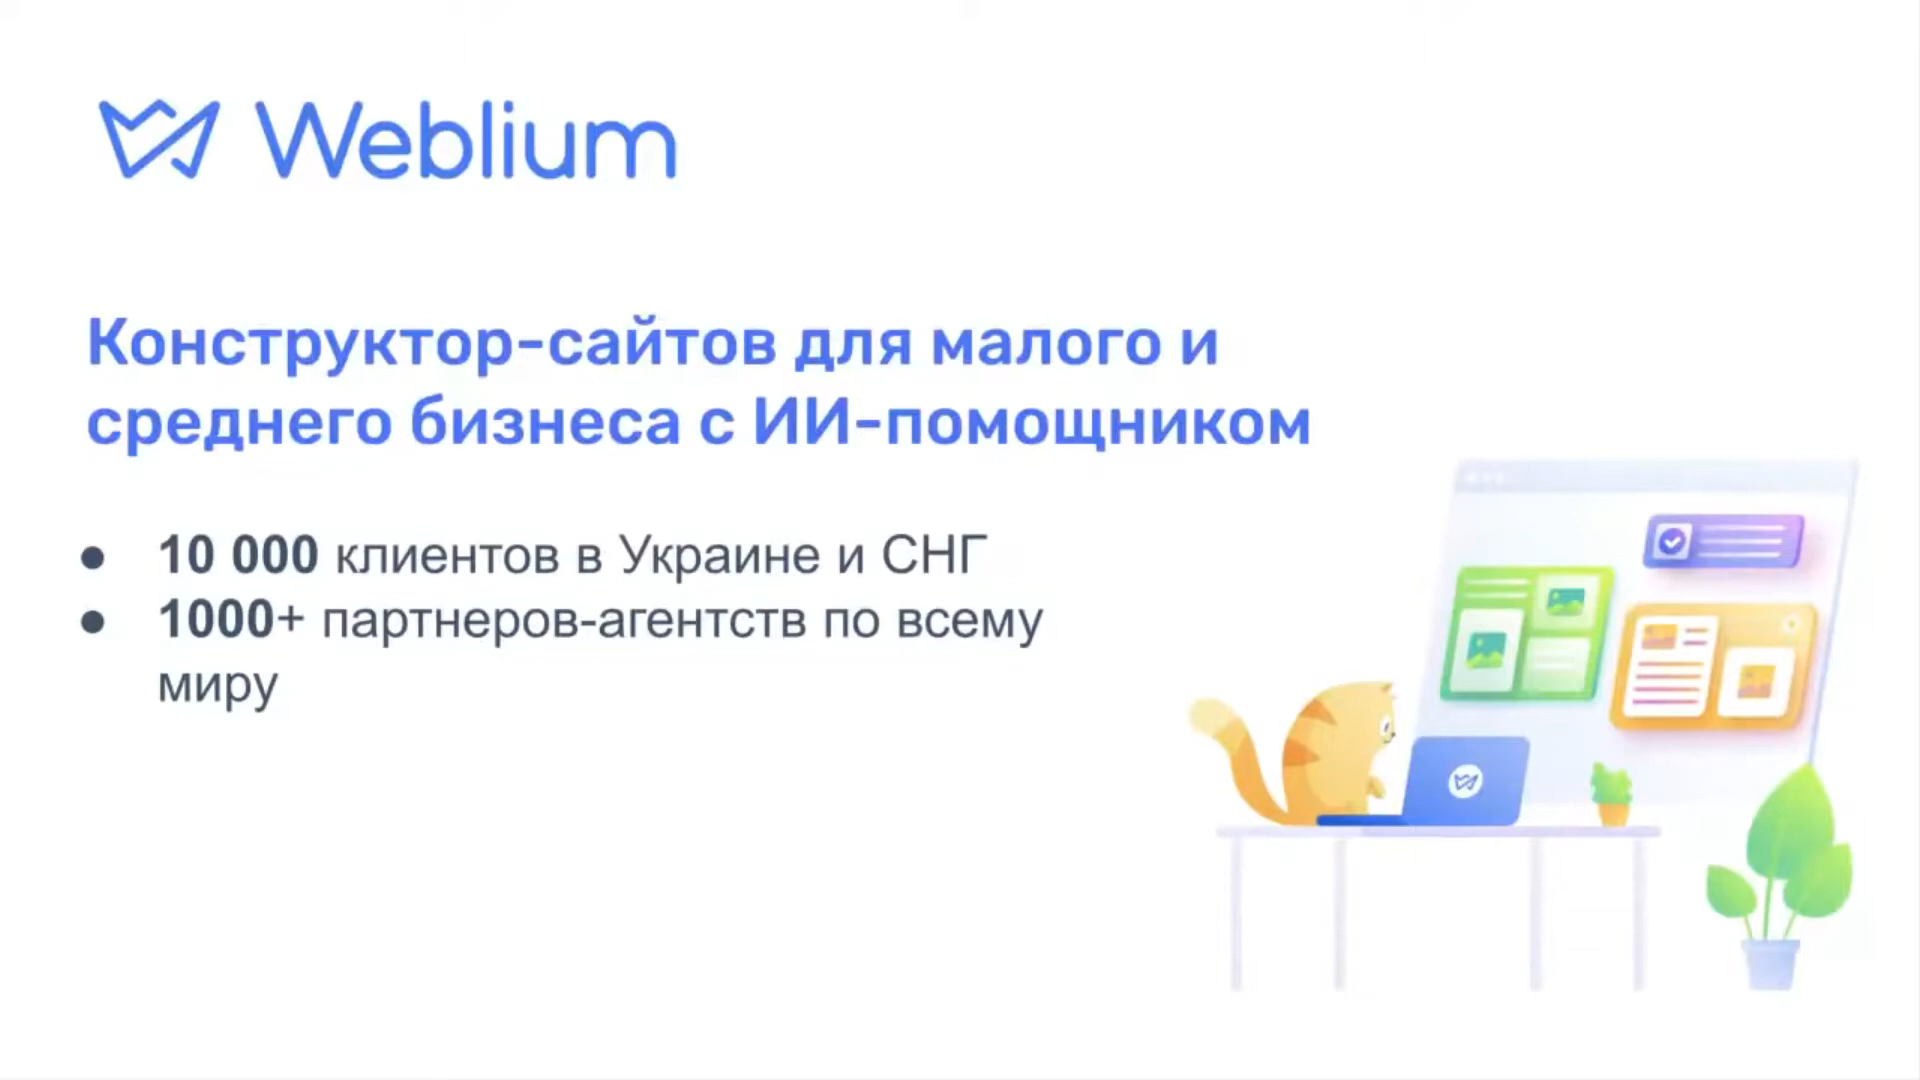 Weblium
Конструктор-сайтов для малого и
среднего бизнеса с ИИ-помощником
● 10 000 клиентов в Украине и СНГ
● 1000+ партнеров-агентств по всему
миру